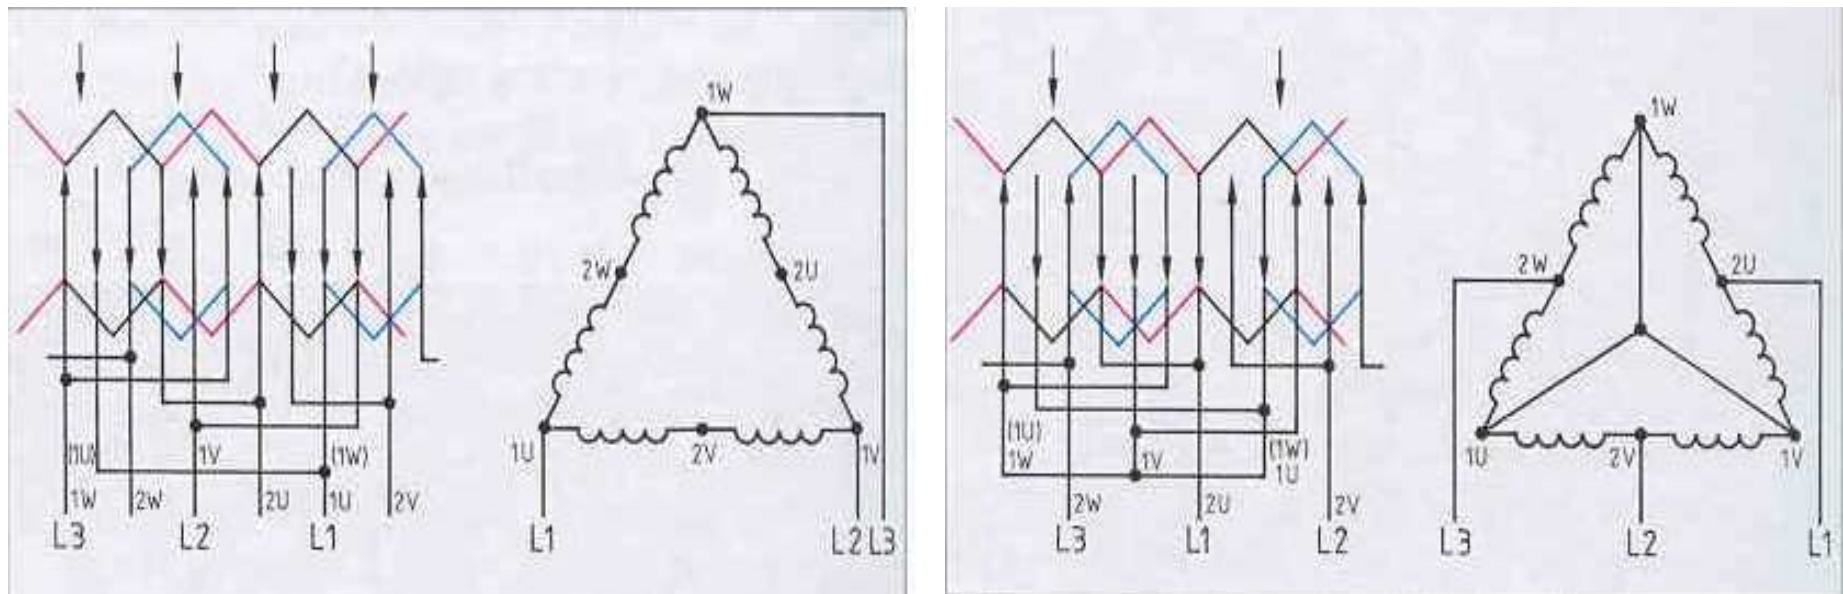 1W
2W 2U
1U 2V 1V
(1U) 1V (1W)
1W 2W 2U 1U 2V
L3 L2 L1
L1 L2 L3
1W
2W 2U
1U 2V 1V
(1U) (1W)
1W 1V 1U
2W 2U 2V
L3 L1 L2
L3 L2 L1